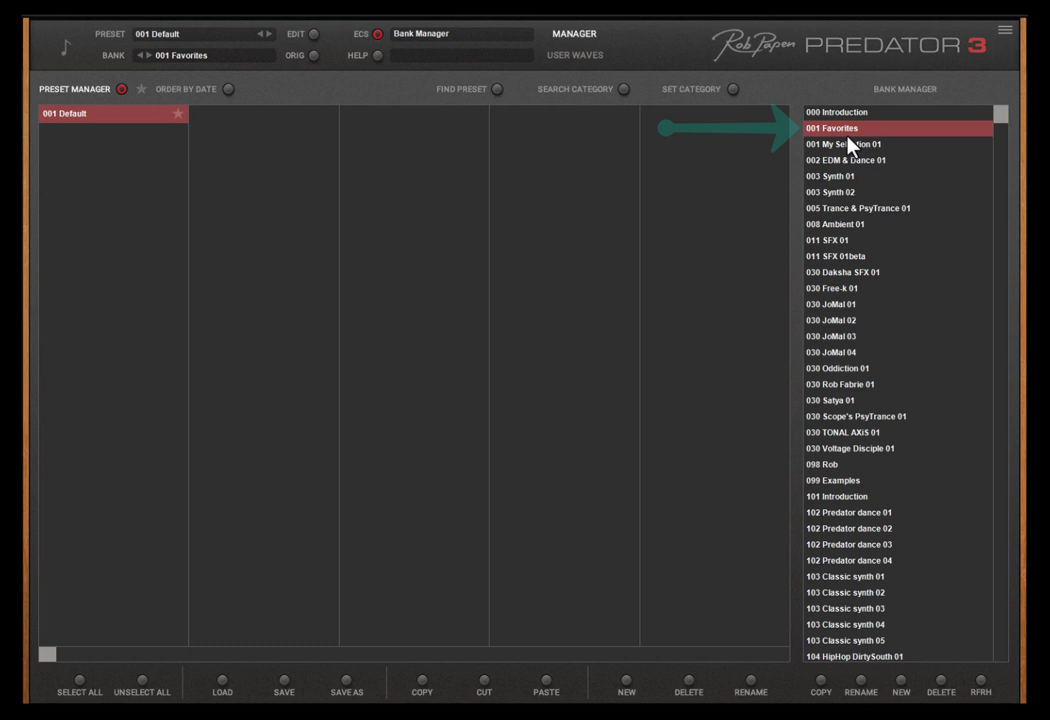 PRESET 001 Default EDIT ECS Bank Manager MANAGER
BANK 001 Favorites ORIG HELP USER WAVES
Rob Papen PREDATOR 3
PRESET MANAGER ORDER BY DATE FIND PRESET SEARCH CATEGORY SET CATEGORY BANK MANAGER
001 Default
000 Introduction
001 Favorites
001 My Selection 01
002 EDM & Dance 01
003 Synth 01
003 Synth 02
005 Trance & PsyTrance 01
008 Ambient 01
011 SFX 01
011 SFX 01beta
030 Daksha SFX 01
030 Free-k 01
030 JoMal 01
030 JoMal 02
030 JoMal 03
030 JoMal 04
030 Oddiction 01
030 Rob Fabrie 01
030 Satya 01
030 Scope's PsyTrance 01
030 TONAL AXiS 01
030 Voltage Disciple 01
098 Rob
099 Examples
101 Introduction
102 Predator dance 01
102 Predator dance 02
102 Predator dance 03
102 Predator dance 04
103 Classic synth 01
103 Classic synth 02
103 Classic synth 03
103 Classic synth 04
103 Classic synth 05
104 HipHop DirtySouth 01
SELECT ALL UNSELECT ALL LOAD SAVE SAVE AS COPY CUT PASTE NEW DELETE RENAME COPY RENAME NEW DELETE RFRH